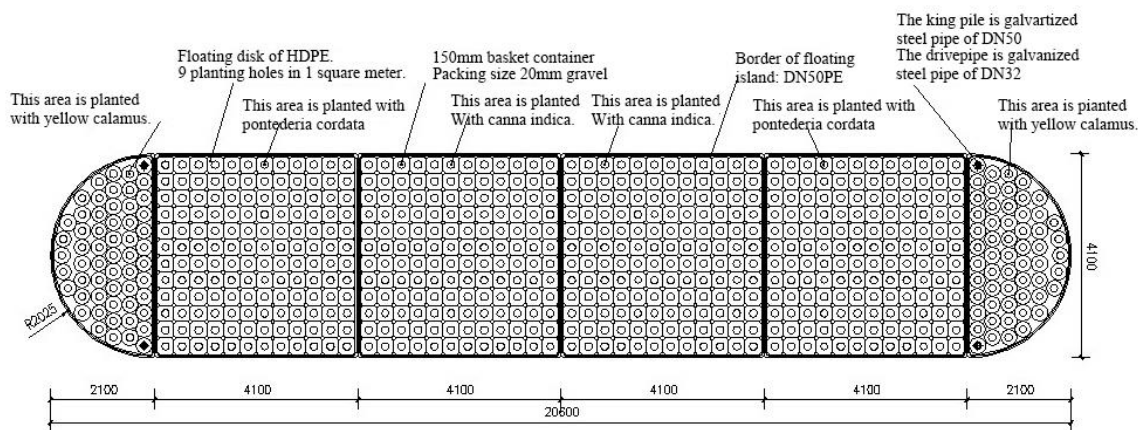 The king pile is galvartized
steel pipe of DN50
The drivepipe is galvanized
steel pipe of DN32
Floating disk of HDPE.
9 planting holes in 1 square meter.
150mm basket container
Packing size 20mm gravel
Border of floating
island: DN50PE
This area is planted
with yellow calamus.
This area is planted with
pontederia cordata
This area is planted
With canna indica.
This area is planted
With canna indica.
This area is planted with
pontederia cordata
This area is pianted
with yellow calamus.
4100
R2025
2100
4100
4100
4100
4100
2100
20600